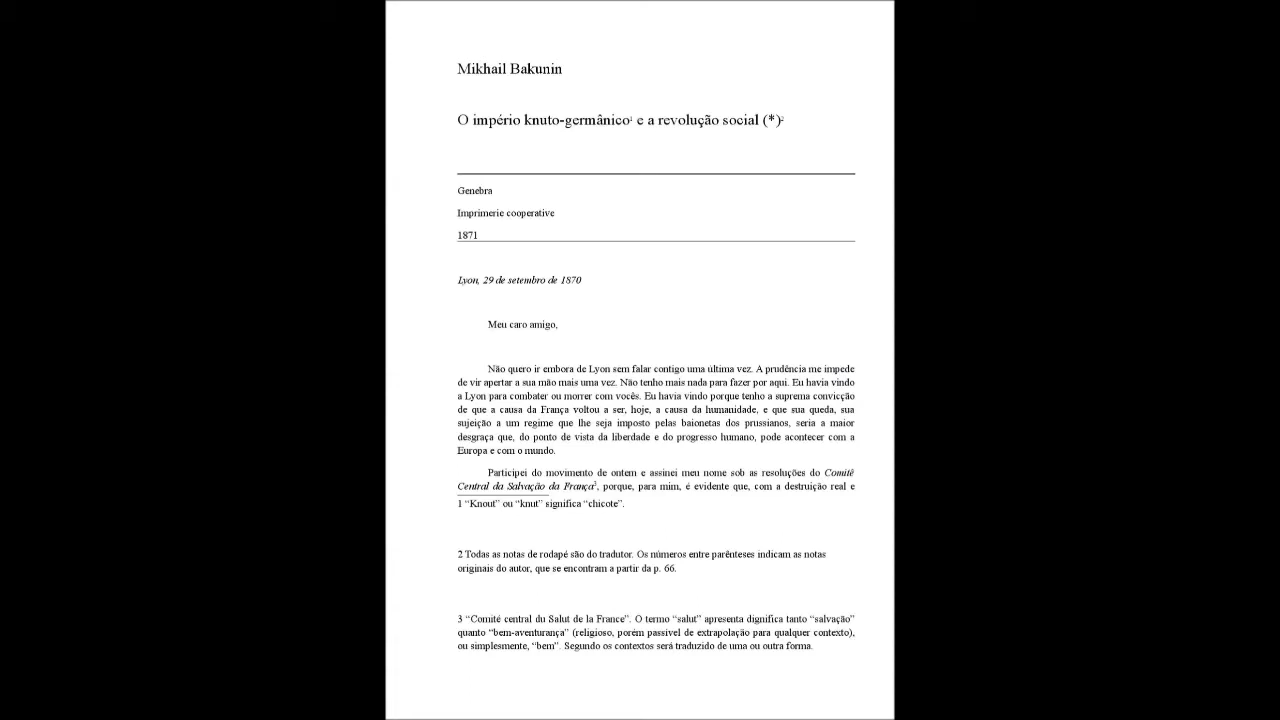 Mikhail Bakunin
O império knuto-germânico¹ e a revolução social (*)²
Genebra
Imprimerie cooperative
1871
Lyon, 29 de setembro de 1870
Meu caro amigo,
Não quero ir embora de Lyon sem falar contigo uma última vez. A prudência me impede
de vir apertar a sua mão mais uma vez. Não tenho mais nada para fazer por aqui. Eu havia vindo
a Lyon para combater ou morrer com vocês. Eu havia vindo porque tenho a suprema convicção
de que a causa da França voltou a ser, hoje, a causa da humanidade, e que sua queda, sua
sujeição a um regime que lhe seja imposto pelas baionetas dos prussianos, seria a maior
desgraça que, do ponto de vista da liberdade e do progresso humano, pode acontecer com a
Europa e com o mundo.
Participei do movimento de ontem e assinei meu nome sob as resoluções do Comitê
Central da Salvação da França³, porque, para mim, é evidente que, com a destruição real e
1 “Knout” ou “knut” significa “chicote”.
2 Todas as notas de rodapé são do tradutor. Os números entre parênteses indicam as notas
originais do autor, que se encontram a partir da p. 66.
3 “Comité central du Salut de la France”. O termo “salut” apresenta dignifica tanto “salvação”
quanto “bem-aventurança” (religioso, porém passivel de extrapolação para qualquer contexto),
ou simplesmente, “bem”. Segundo os contextos será traduzido de uma ou outra forma.